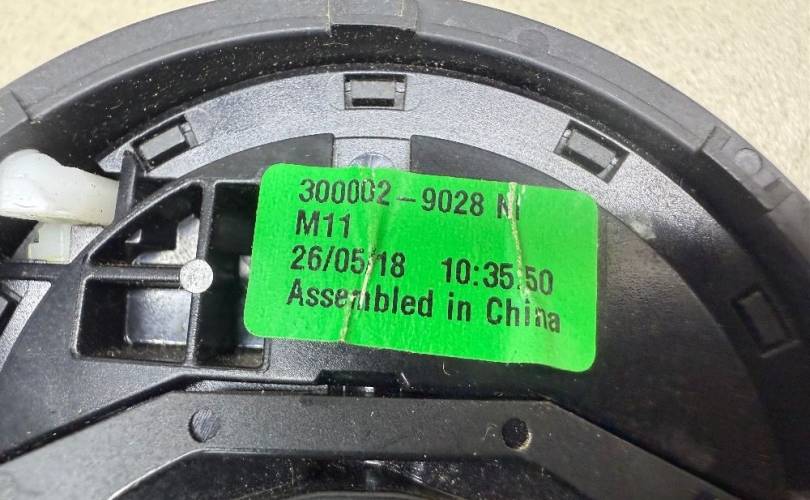 300002-9028 M
M11
26/05/18 10:35:50
Assembled in China